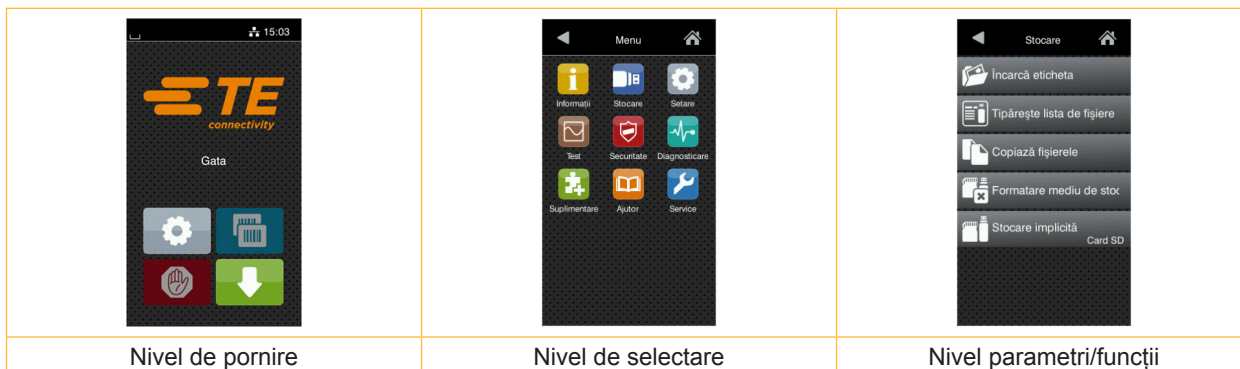 15:03
TE
connectivity
Gata
Nivel de pornire
Menu
Informații Stocare Setare
Test Securitate Diagnosticare
Suplimentare Ajutor Service
Nivel de selectare
Stocare
Încarcă eticheta
Tipărește lista de fișiere
Copiază fișierele
Formatare mediu de stoc
Stocare implicită
Card SD
Nivel parametri/funcții